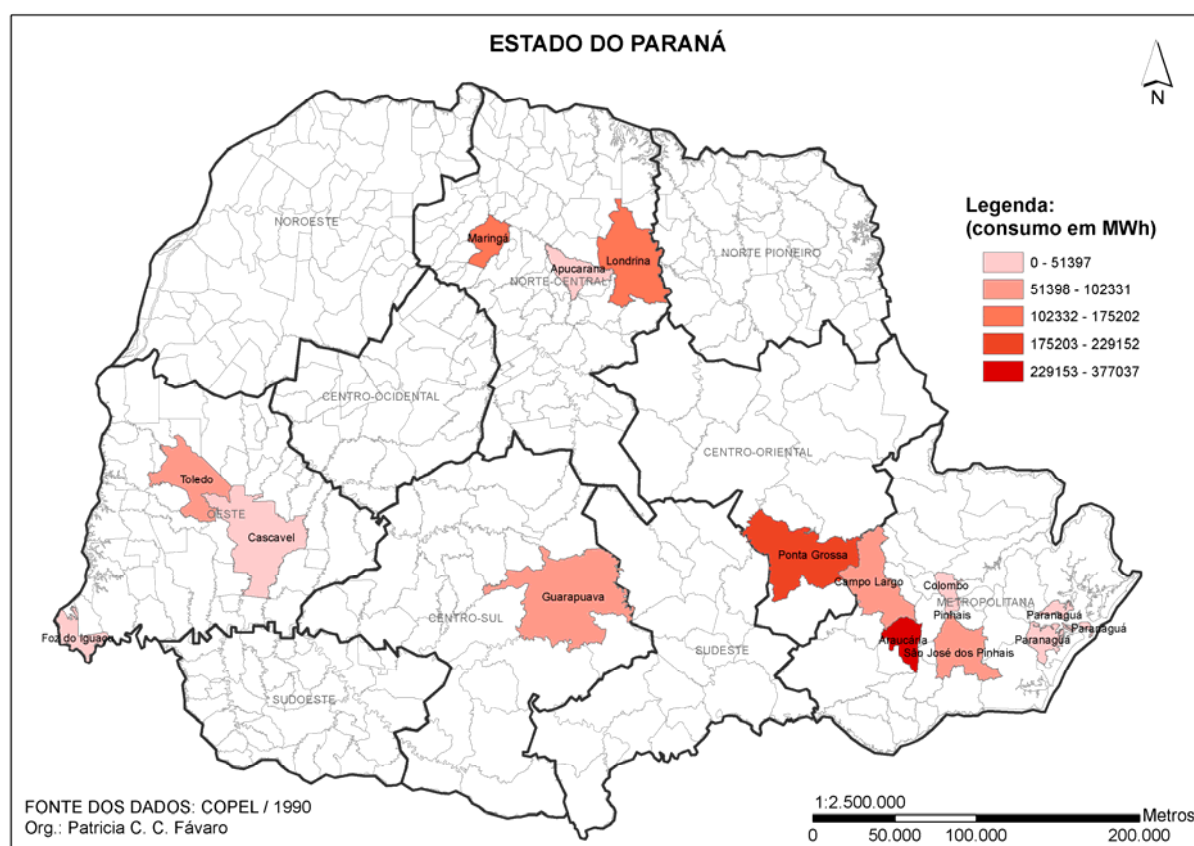 ESTADO DO PARANÁ
N
NOROESTE
Maringá
Londrina
Apucarana
NORTE-CENTRAL
NORTE PIONEIRO
Legenda:
(consumo em MWh)
0 - 51397
51398 - 102331
102332 - 175202
175203 - 229152
229153 - 377037
CENTRO-OCIDENTAL
CENTRO-ORIENTAL
Toledo
OESTE
Cascavel
Ponta Grossa
Campo Largo
Colombo
METROPOLITANA
Pinhais
Paranaguá
Paranaguá
Paranaguá
Guarapuava
CENTRO-SUL
Foz do Iguaçu
Araucária
São José dos Pinhais
SUDESTE
SUDOESTE
FONTE DOS DADOS: COPEL / 1990
Org.: Patricia C. C. Fávaro
1:2.500.000
Metros
0 50.000 100.000 200.000